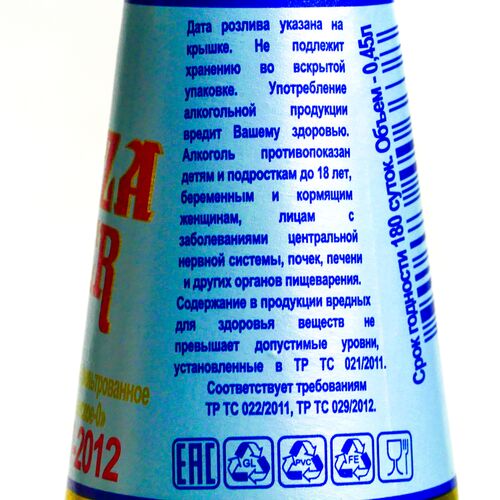 Дата розлива указана на
крышке. Не подлежит
хранению во вскрытой
упаковке. Употребление
алкогольной продукции
вредит Вашему здоровью.
Алкоголь противопоказан
детям и подросткам до 18 лет,
беременным и кормящим
женщинам, лицам с
заболеваниями центральной
нервной системы, почек, печени
и других органов пищеварения.
Содержание в продукции вредных
для здоровья веществ не
превышает допустимые уровни,
установленные в ТР ТС 021/2011.
Соответствует требованиям
ТР ТС 022/2011, ТР ТС 029/2012.
EAC
GL
PVC
FE
Срок годности 180 суток. Объем - 0,45л
-2012